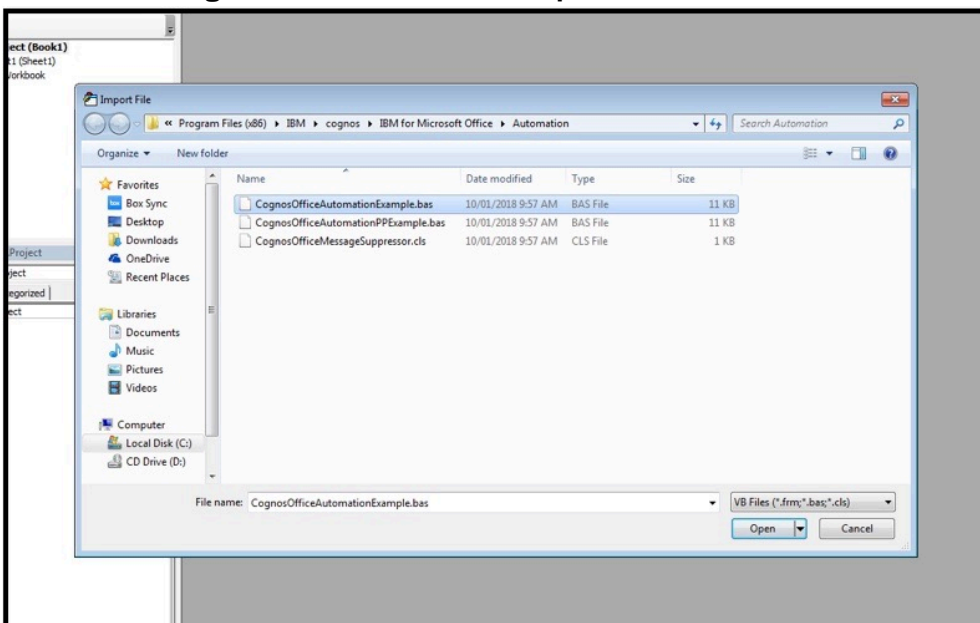 ect (Book1)
t1 (Sheet1)
Workbook
Import File
« Program Files (x86) ▸ IBM ▸ cognos ▸ IBM for Microsoft Office ▸ Automation
Search Automation
Organize
New folder
Name
Date modified
Type
Size
Favorites
Box Sync
Desktop
Downloads
OneDrive
Recent Places
Libraries
Documents
Music
Pictures
Videos
Computer
Local Disk (C:)
CD Drive (D:)
CognosOfficeAutomationExample.bas 10/01/2018 9:57 AM BAS File 11 KB
CognosOfficeAutomationPPExample.bas 10/01/2018 9:57 AM BAS File 11 KB
CognosOfficeMessageSuppressor.cls 10/01/2018 9:57 AM CLS File 1 KB
Project
ject
egorized
ect
File name: CognosOfficeAutomationExample.bas
VB Files (*.frm;*.bas;*.cls)
Open
Cancel